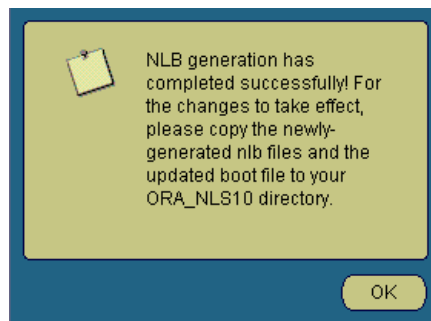 NLB generation has
completed successfully! For
the changes to take effect,
please copy the newly-
generated nlb files and the
updated boot file to your
ORA_NLS10 directory.
OK